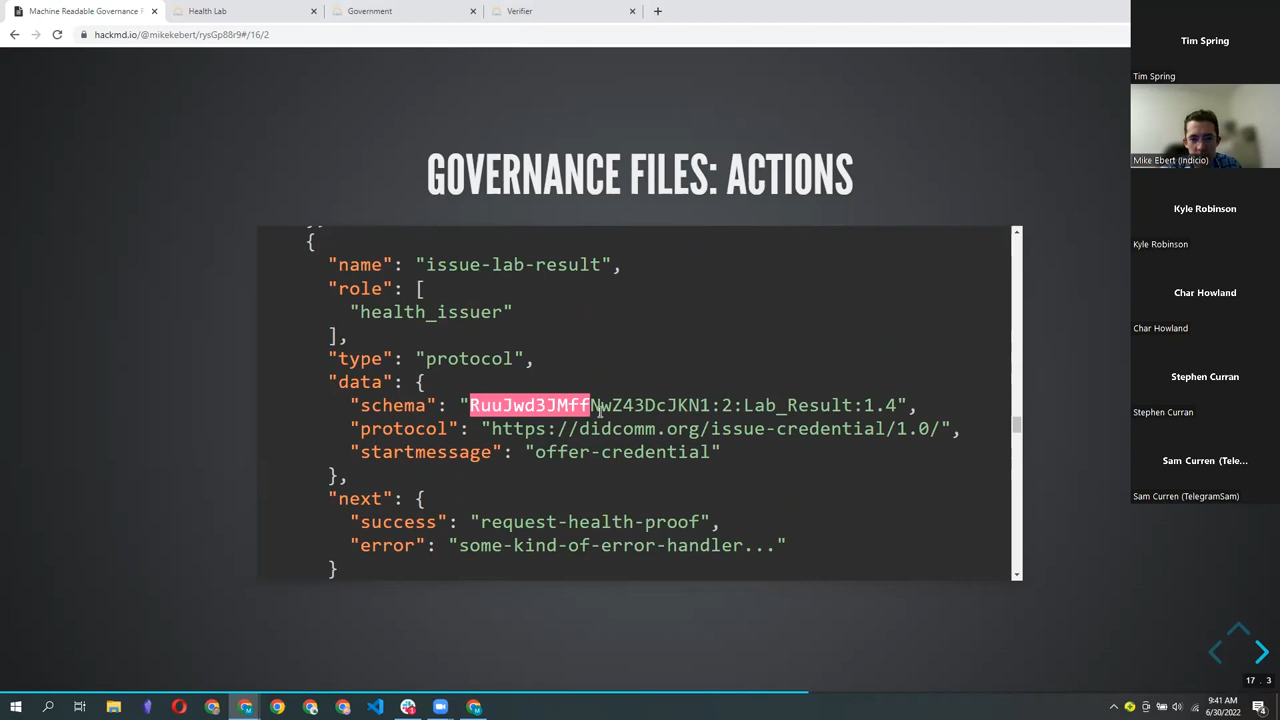 Machine Readable Governance F
Health Lab
Government
Verifier
hackmd.io/@mikekebert/rysGp88r9#/16/2
GOVERNANCE FILES: ACTIONS
{
"name": "issue-lab-result",
"role": [
"health_issuer"
],
"type": "protocol",
"data": {
"schema": "RuuJwd3JMffNwZ43DcJKN1:2:Lab_Result:1.4",
"protocol": "https://didcomm.org/issue-credential/1.0/",
"startmessage": "offer-credential"
},
"next": {
"success": "request-health-proof",
"error": "some-kind-of-error-handler..."
}
17.3
Tim Spring
Tim Spring
Mike Ebert (Indicio)
Kyle Robinson
Kyle Robinson
Char Howland
Char Howland
Stephen Curran
Stephen Curran
Sam Curren (Tele...
Sam Curren (TelegramSam)
9:41 AM
6/30/2022
4